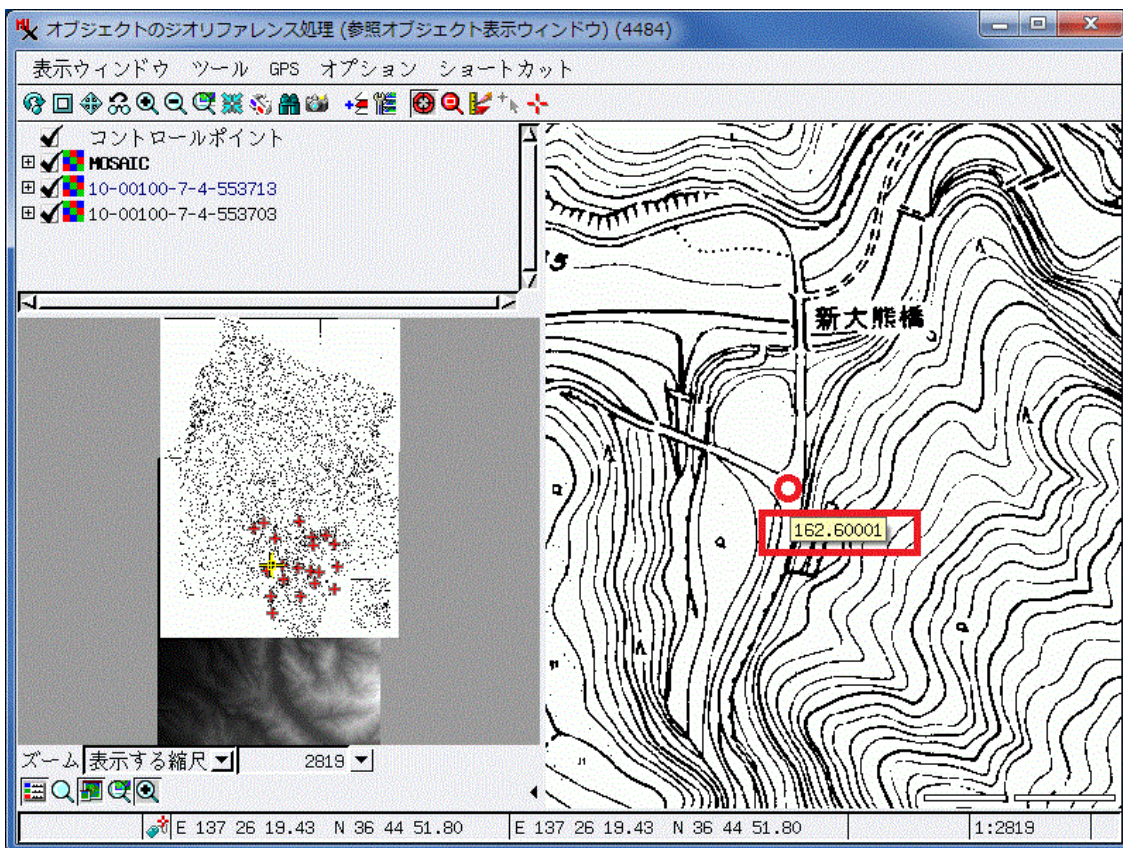 オブジェクトのジオリファレンス処理 (参照オブジェクト表示ウィンドウ) (4484)
表示ウィンドウ ツール GPS オプション ショートカット
コントロールポイント
MOSAIC
10-00100-7-4-553713
10-00100-7-4-553703
新大熊橋
162.60001
ズーム 表示する縮尺 2819
E 137 26 19.43 N 36 44 51.80 E 137 26 19.43 N 36 44 51.80 1:2819